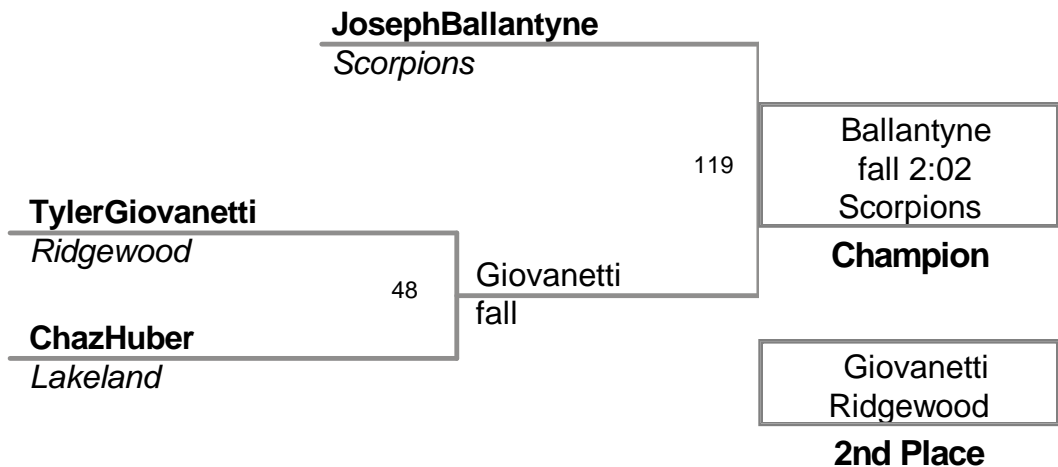 JosephBallantyne
Scorpions
119
Ballantyne
fall 2:02
Scorpions
Champion
TylerGiovanetti
Ridgewood
48
Giovanetti
fall
ChazHuber
Lakeland
Giovanetti
Ridgewood
2nd Place